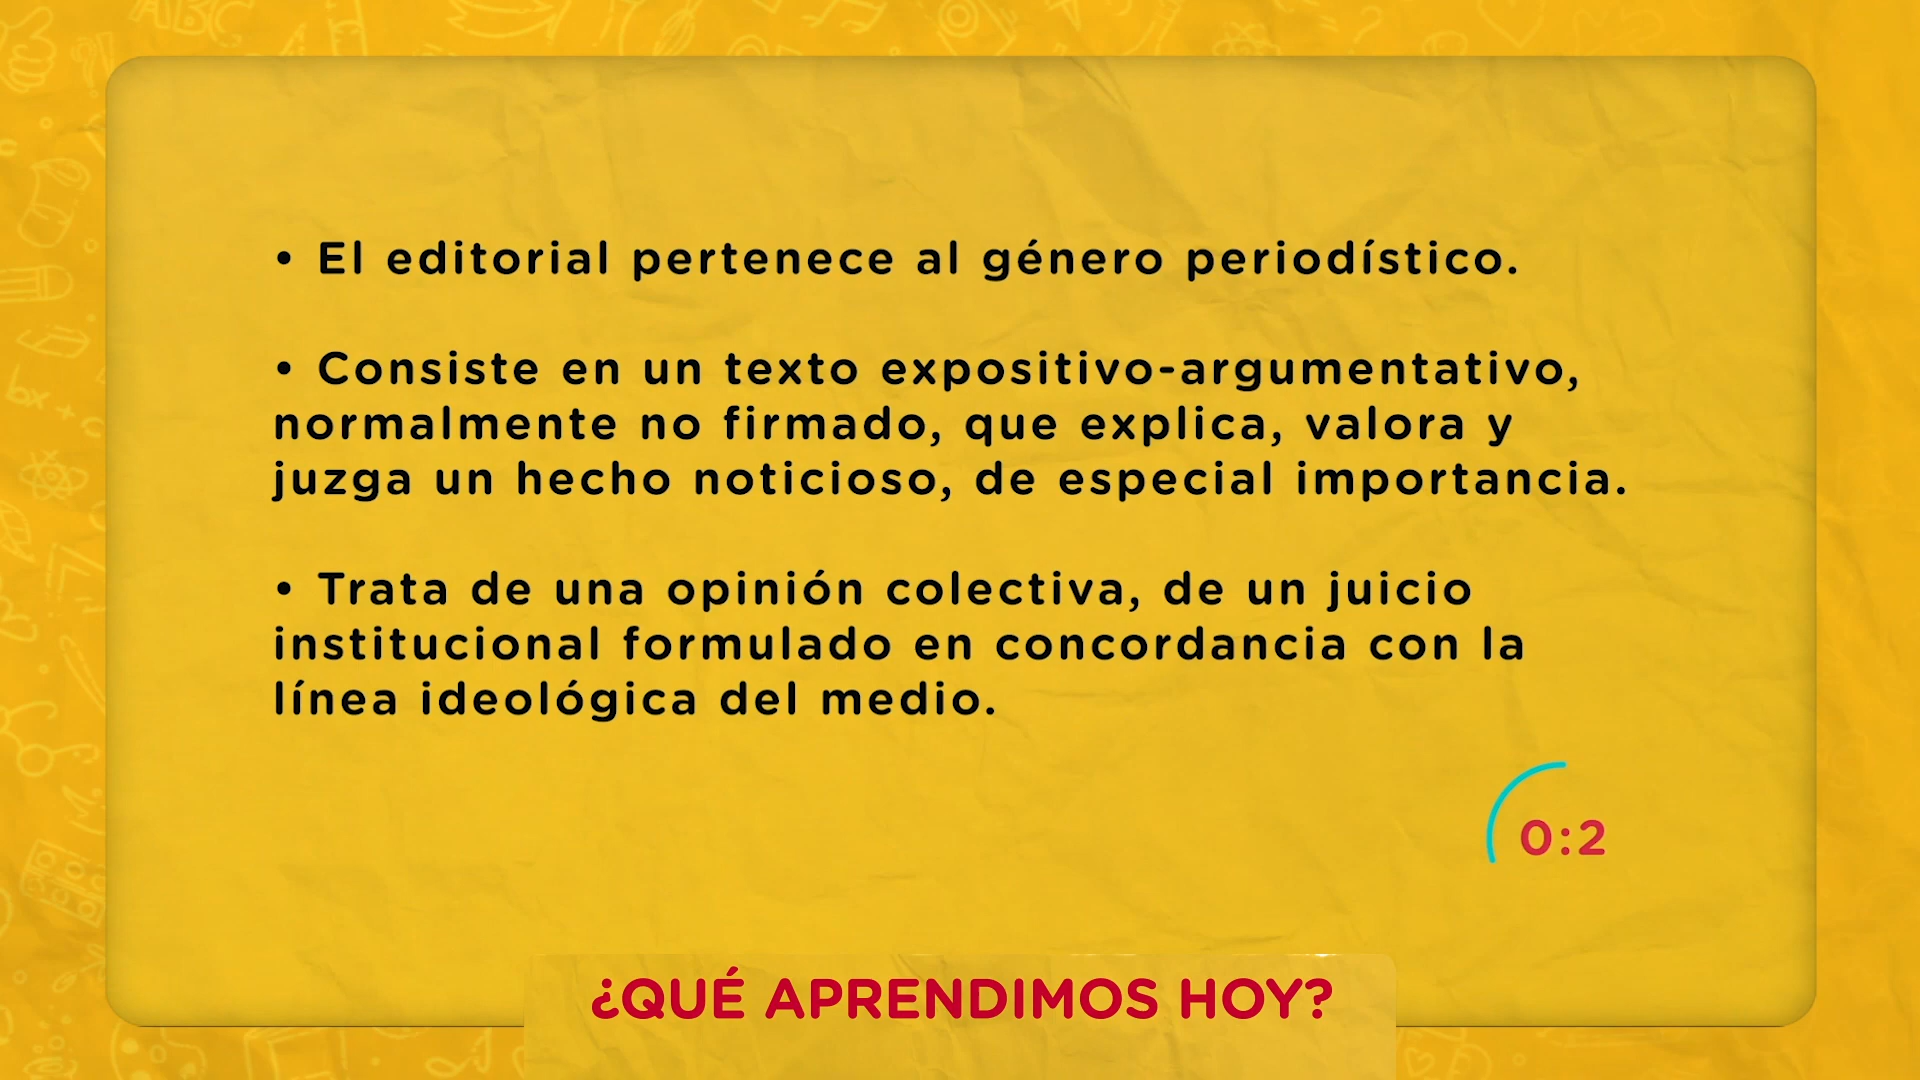 • El editorial pertenece al género periodístico.
• Consiste en un texto expositivo-argumentativo,
normalmente no firmado, que explica, valora y
juzga un hecho noticioso, de especial importancia.
• Trata de una opinión colectiva, de un juicio
institucional formulado en concordancia con la
línea ideológica del medio.
0:2
¿QUÉ APRENDIMOS HOY?
ABC
bx + c